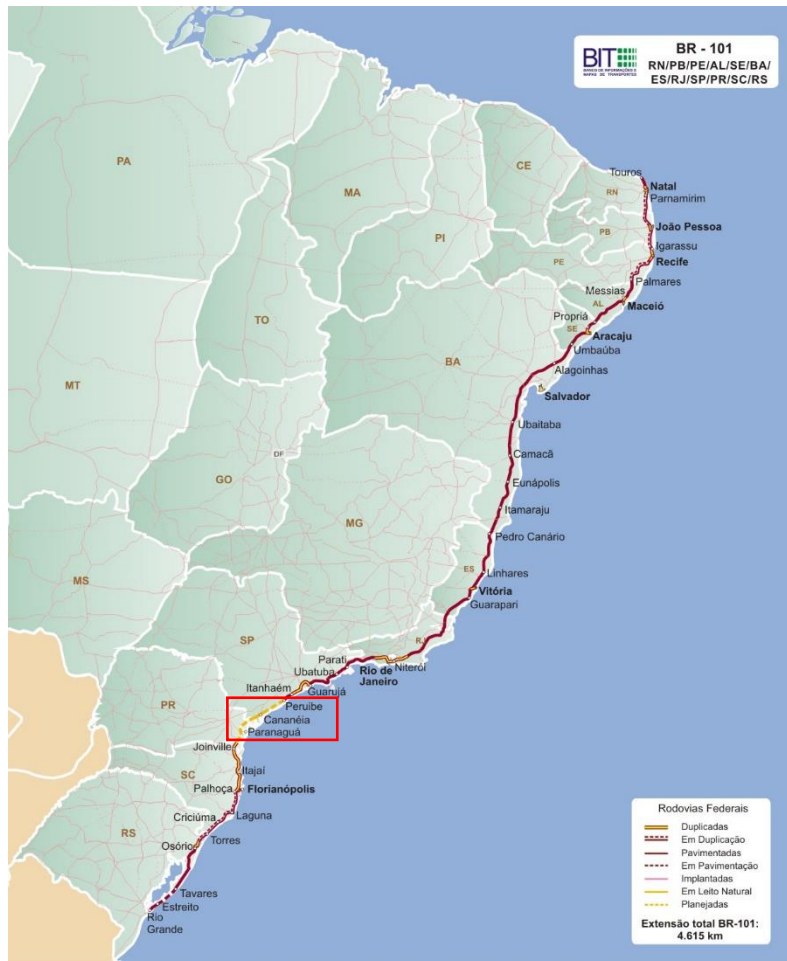 BIT
BANCO DE INFORMAÇÕES E
MAPAS DE TRANSPORTES
BR - 101
RN/PB/PE/AL/SE/BA/
ES/RJ/SP/PR/SC/RS
PA
MA
CE
Touros
Natal
RN
Parnamirim
PI
PB
João Pessoa
Igarassu
PE
Recife
Palmares
Messias
AL
Maceió
TO
Propriá
SE
Aracaju
Umbaúba
BA
Alagoinhas
MT
Salvador
Ubaitaba
DF
Camacã
GO
Eunápolis
MG
Itamaraju
Pedro Canário
ES
Linhares
MS
Vitória
Guarapari
SP
RJ
Parati
Niterói
Ubatuba
Rio de
Janeiro
Itanhaém
Guarujá
PR
Peruibe
Cananéia
Paranaguá
Joinville
SC
Itajaí
Palhoça
Florianópolis
Laguna
Criciúma
RS
Torres
Osório
Tavares
Estreito
Rio
Grande
Rodovias Federais
Duplicadas
Em Duplicação
Pavimentadas
Em Pavimentação
Implantadas
Em Leito Natural
Planejadas
Extensão total BR-101:
4.615 km